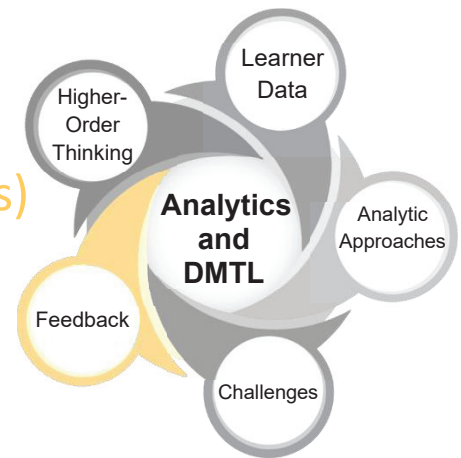 Learner
Data
Higher-
Order
Thinking
s)
Analytics
and
DMTL
Analytic
Approaches
Feedback
Challenges